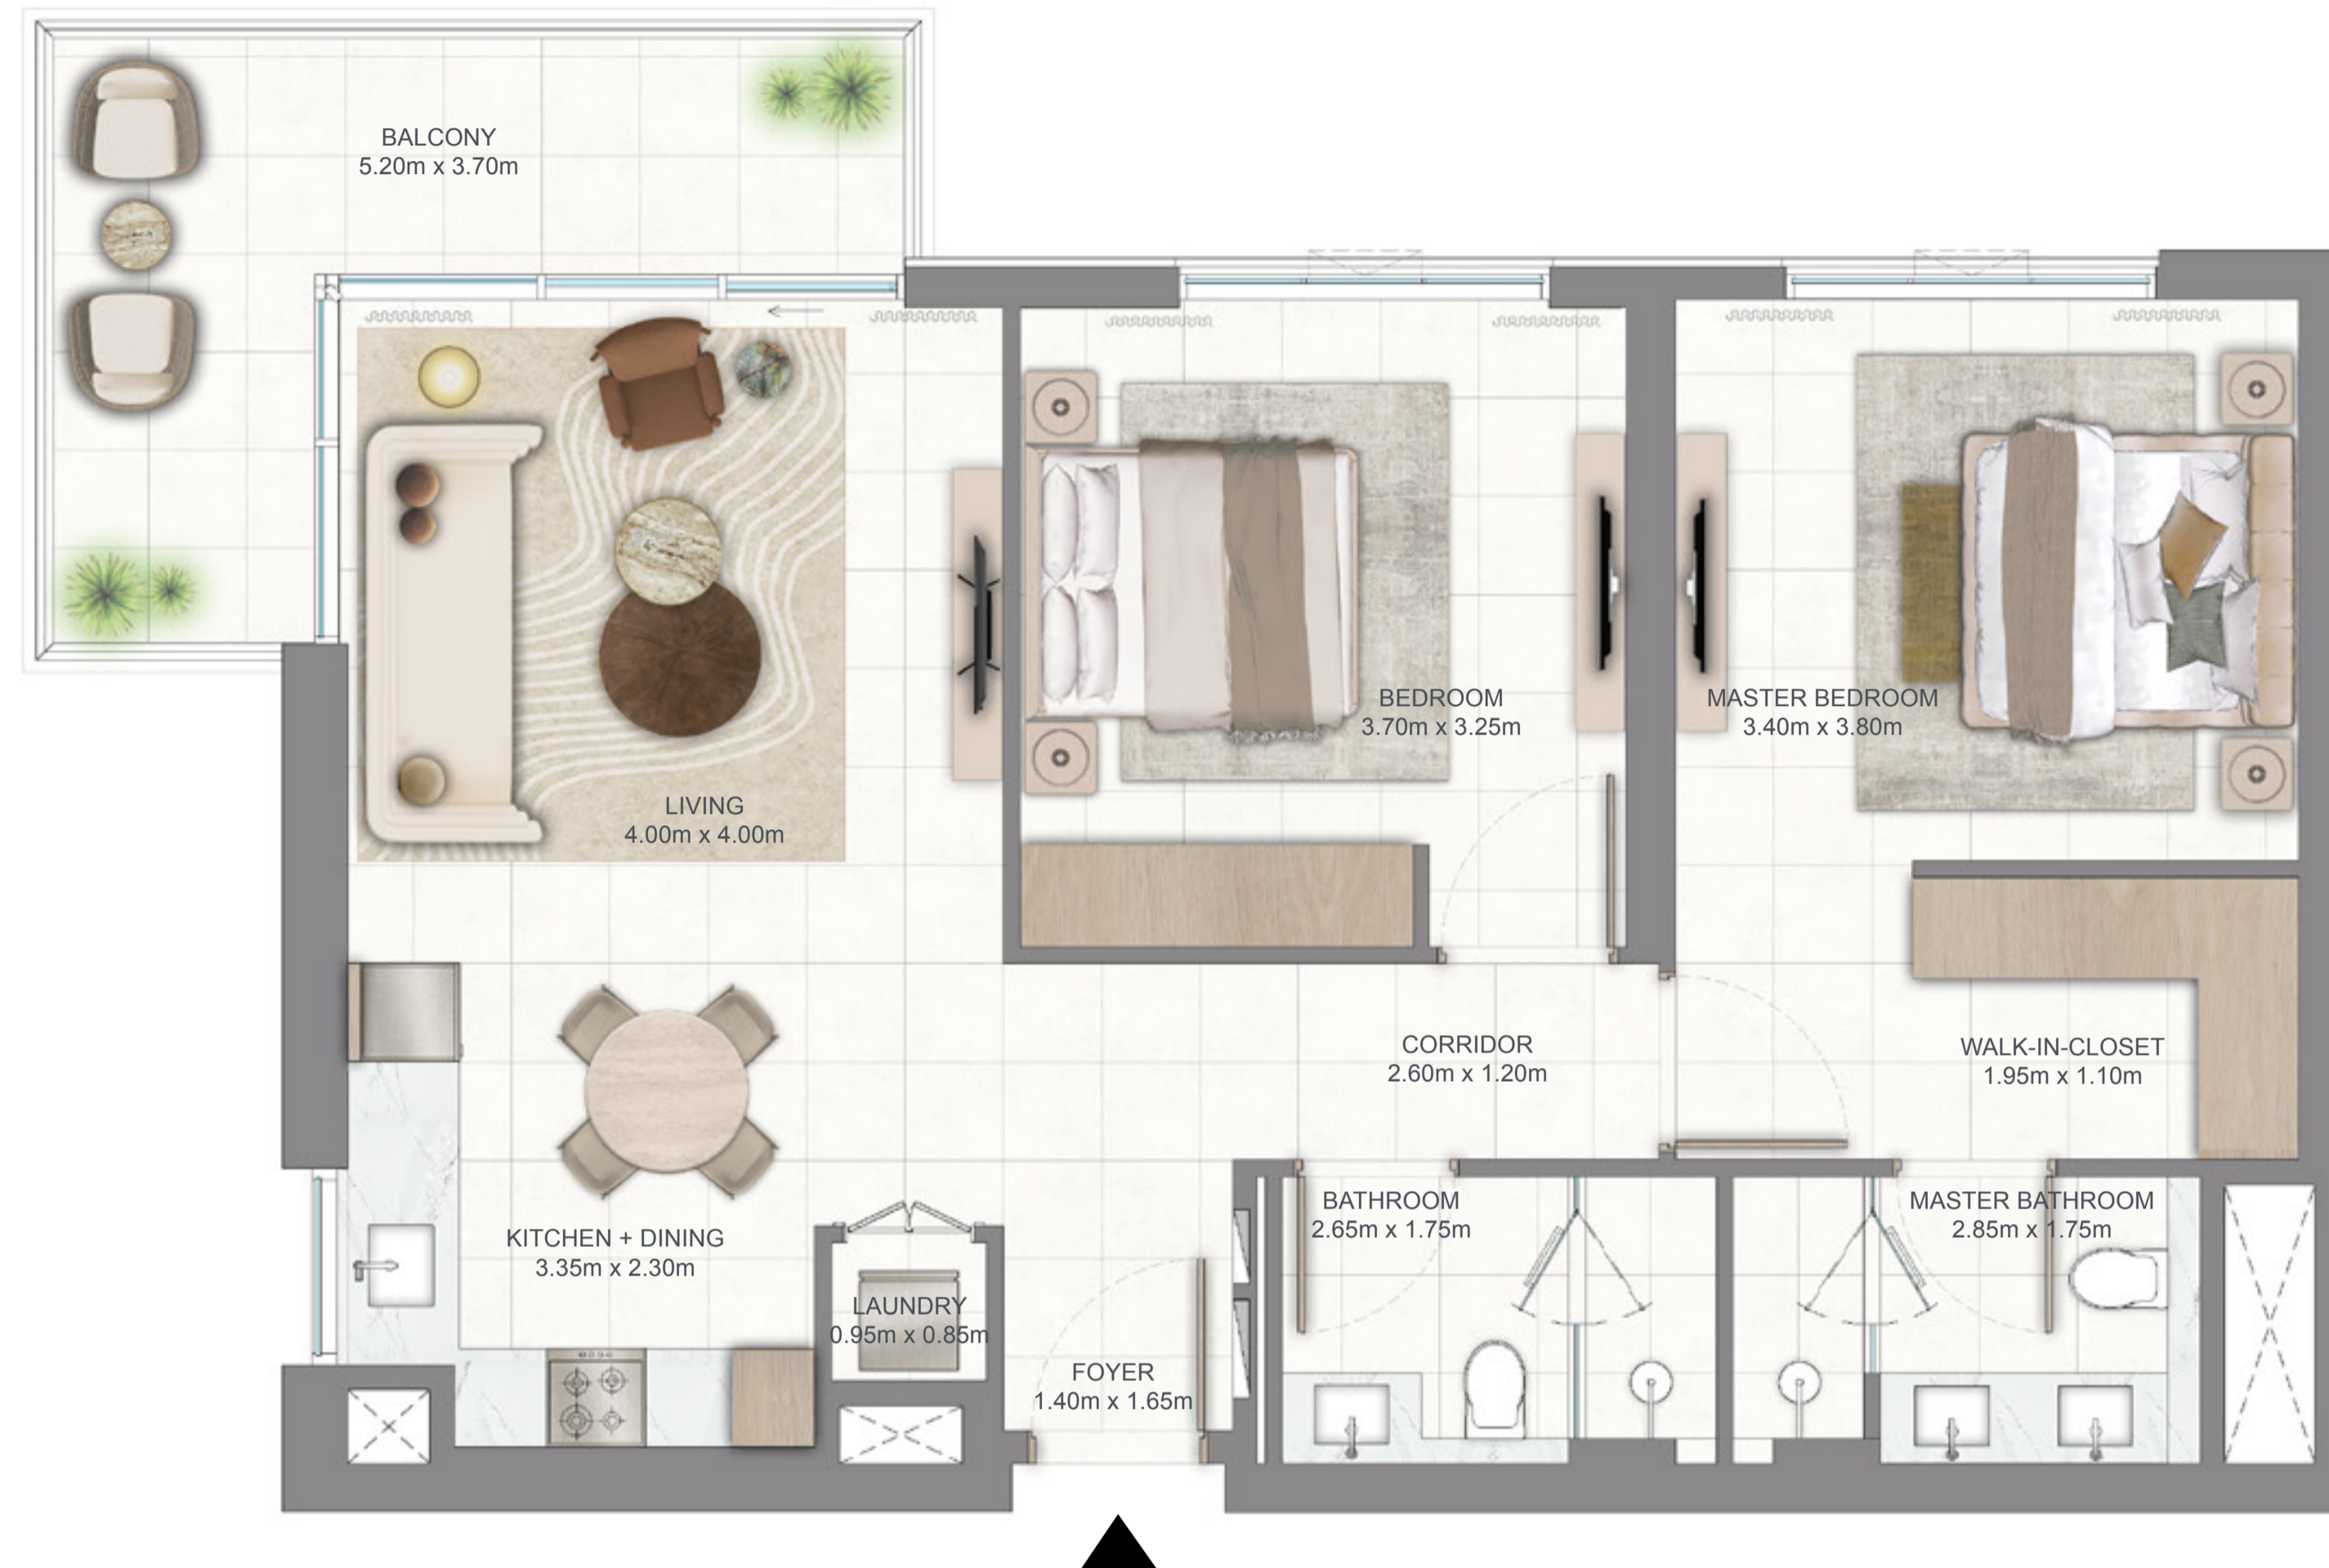 BALCONY
5.20m x 3.70m
BEDROOM
3.70m x 3.25m
MASTER BEDROOM
3.40m x 3.80m
LIVING
4.00m x 4.00m
CORRIDOR
2.60m x 1.20m
WALK-IN-CLOSET
1.95m x 1.10m
BATHROOM
2.65m x 1.75m
MASTER BATHROOM
2.85m x 1.75m
KITCHEN + DINING
3.35m x 2.30m
LAUNDRY
0.95m x 0.85m
FOYER
1.40m x 1.65m